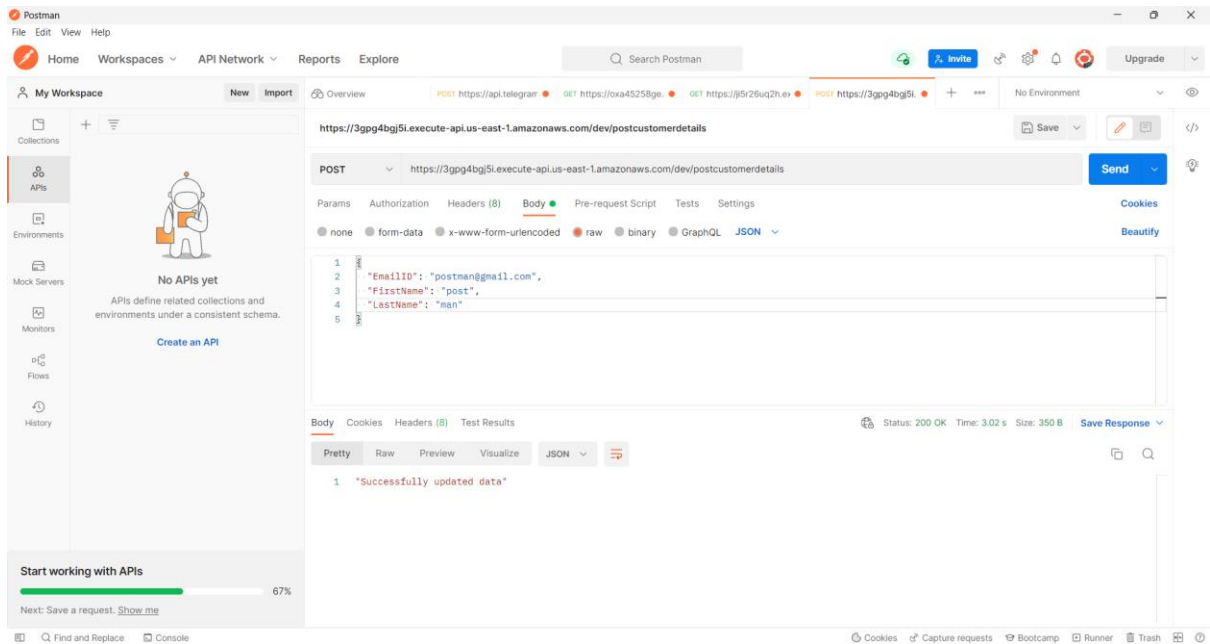 Postman
File Edit View Help
Home Workspaces API Network Reports Explore
Search Postman
Invite
Upgrade
My Workspace
New Import
Overview
POST https://api.telegram
GET https://oxa45258ge.
GET https://ji5r26uq2h.ex
POST https://3gpg4bgj5i.
No Environment
Collections
APIs
Environments
Mock Servers
Monitors
Flows
History
No APIs yet
APIs define related collections and
environments under a consistent schema.
Create an API
https://3gpg4bgj5i.execute-api.us-east-1.amazonaws.com/dev/postcustomerdetails
Save
POST https://3gpg4bgj5i.execute-api.us-east-1.amazonaws.com/dev/postcustomerdetails
Send
Params Authorization Headers (8) Body Pre-request Script Tests Settings
Cookies
none form-data x-www-form-urlencoded raw binary GraphQL JSON
Beautify
1 {
2 "EmailID": "postman@gmail.com",
3 "FirstName": "post",
4 "LastName": "man"
5 }
Body Cookies Headers (8) Test Results
Status: 200 OK Time: 3.02 s Size: 350 B Save Response
Pretty Raw Preview Visualize JSON
1 "Successfully updated data"
Start working with APIs
67%
Next: Save a request. Show me
Find and Replace Console
Cookies Capture requests Bootcamp Runner Trash